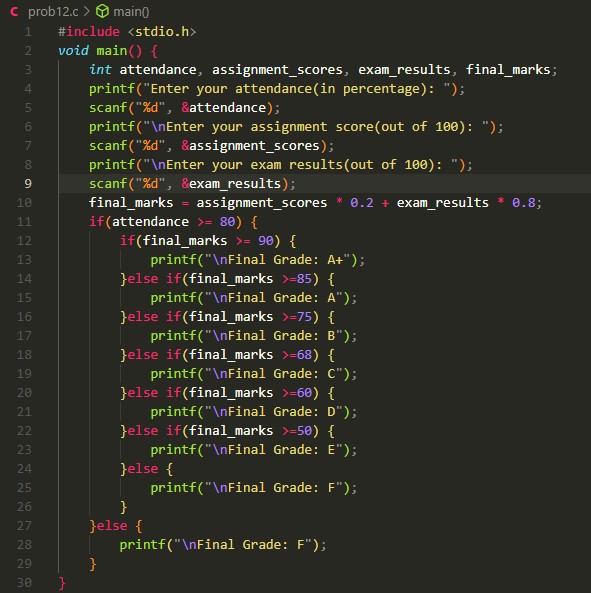 prob12.c > main()
1 #include <stdio.h>
2 void main() {
3     int attendance, assignment_scores, exam_results, final_marks;
4     printf("Enter your attendance(in percentage): ");
5     scanf("%d", &attendance);
6     printf("\nEnter your assignment score(out of 100): ");
7     scanf("%d", &assignment_scores);
8     printf("\nEnter your exam results(out of 100): ");
9     scanf("%d", &exam_results);
10     final_marks = assignment_scores * 0.2 + exam_results * 0.8;
11     if(attendance >= 80) {
12         if(final_marks >= 90) {
13             printf("\nFinal Grade: A+");
14         }else if(final_marks >=85) {
15             printf("\nFinal Grade: A");
16         }else if(final_marks >=75) {
17             printf("\nFinal Grade: B");
18         }else if(final_marks >=68) {
19             printf("\nFinal Grade: C");
20         }else if(final_marks >=60) {
21             printf("\nFinal Grade: D");
22         }else if(final_marks >=50) {
23             printf("\nFinal Grade: E");
24         }else {
25             printf("\nFinal Grade: F");
26         }
27     }else {
28         printf("\nFinal Grade: F");
29     }
30 }